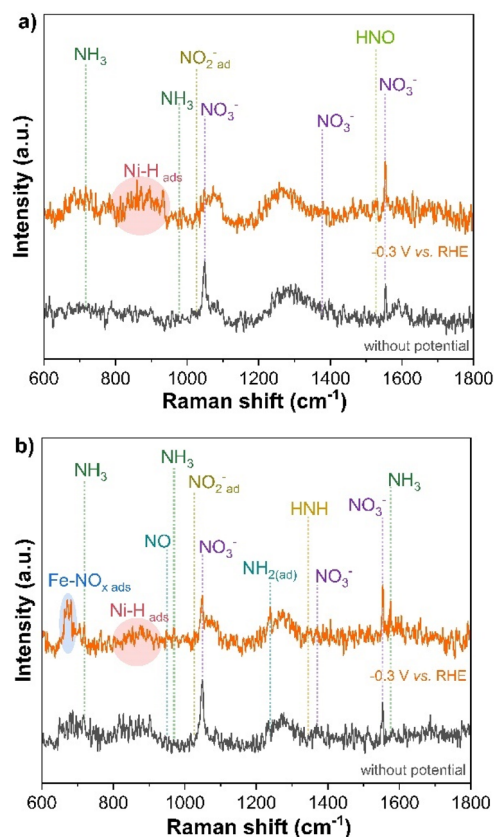 a)
HNO
NH₃
NO₂⁻ ad
NO₃⁻
NH₃
NO₃⁻
NO₃⁻
Ni-H ads
-0.3 V vs. RHE
without potential
Intensity (a.u.)
600 800 1000 1200 1400 1600 1800
Raman shift (cm⁻¹)
b)
NH₃
NH₃
NO₂⁻ ad
HNH
NO₃⁻
NH₃
NO
NO₃⁻
Fe-NOₓ ads
NH₂(ad)
NO₃⁻
Ni-H ads
-0.3 V vs. RHE
without potential
Intensity (a.u.)
600 800 1000 1200 1400 1600 1800
Raman shift (cm⁻¹)